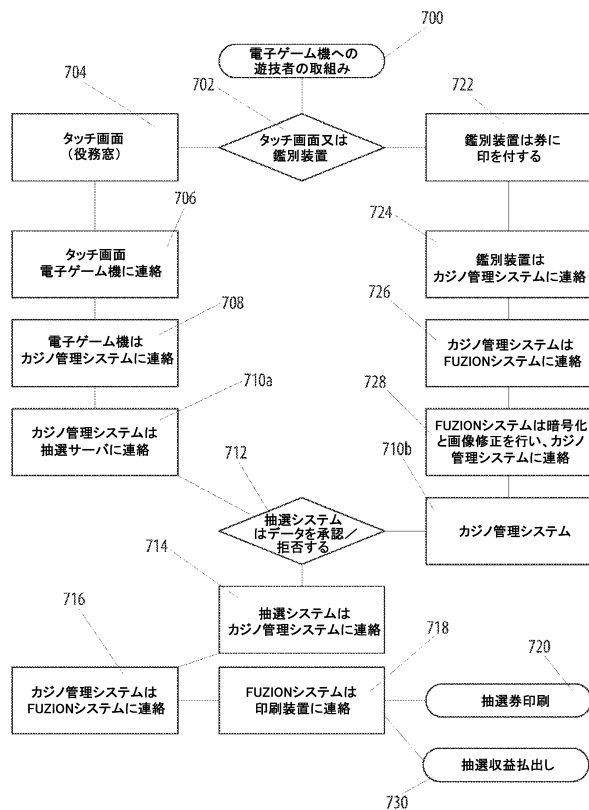 700
電子ゲーム機への
遊技者の取組み
704
702
722
タッチ画面
(役務窓)
タッチ画面又は
鑑別装置
鑑別装置は券に
印を付する
706
724
タッチ画面
電子ゲーム機に連絡
鑑別装置は
カジノ管理システムに連絡
708
726
電子ゲーム機は
カジノ管理システムに連絡
カジノ管理システムは
FUZIONシステムに連絡
710a
728
カジノ管理システムは
抽選サーバに連絡
FUZIONシステムは暗号化
と画像修正を行い、カジノ
管理システムに連絡
712
710b
抽選システム
はデータを承認/
拒否する
カジノ管理システム
714
抽選システムは
カジノ管理システムに連絡
716
718
720
カジノ管理システムは
FUZIONシステムに連絡
FUZIONシステムは
印刷装置に連絡
抽選券印刷
抽選収益払出し
730